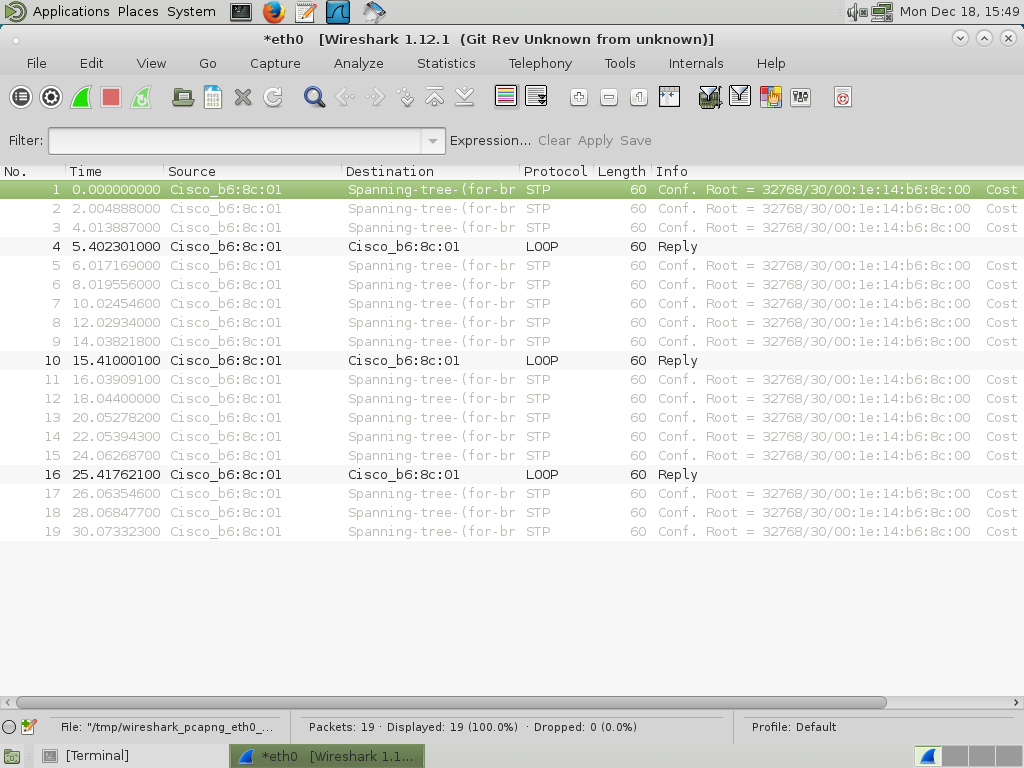 Applications Places System Mon Dec 18, 15:49
*eth0 [Wireshark 1.12.1 (Git Rev Unknown from unknown)]
File Edit View Go Capture Analyze Statistics Telephony Tools Internals Help
Filter: Expression... Clear Apply Save
No. Time Source Destination Protocol Length Info
1 0.000000000 Cisco_b6:8c:01 Spanning-tree-(for-br STP 60 Conf. Root = 32768/30/00:1e:14:b6:8c:00 Cost
2 2.004888000 Cisco_b6:8c:01 Spanning-tree-(for-br STP 60 Conf. Root = 32768/30/00:1e:14:b6:8c:00 Cost
3 4.013887000 Cisco_b6:8c:01 Spanning-tree-(for-br STP 60 Conf. Root = 32768/30/00:1e:14:b6:8c:00 Cost
4 5.402301000 Cisco_b6:8c:01 Cisco_b6:8c:01 LOOP 60 Reply
5 6.017169000 Cisco_b6:8c:01 Spanning-tree-(for-br STP 60 Conf. Root = 32768/30/00:1e:14:b6:8c:00 Cost
6 8.019556000 Cisco_b6:8c:01 Spanning-tree-(for-br STP 60 Conf. Root = 32768/30/00:1e:14:b6:8c:00 Cost
7 10.02454600 Cisco_b6:8c:01 Spanning-tree-(for-br STP 60 Conf. Root = 32768/30/00:1e:14:b6:8c:00 Cost
8 12.02934000 Cisco_b6:8c:01 Spanning-tree-(for-br STP 60 Conf. Root = 32768/30/00:1e:14:b6:8c:00 Cost
9 14.03821800 Cisco_b6:8c:01 Spanning-tree-(for-br STP 60 Conf. Root = 32768/30/00:1e:14:b6:8c:00 Cost
10 15.41000100 Cisco_b6:8c:01 Cisco_b6:8c:01 LOOP 60 Reply
11 16.03909100 Cisco_b6:8c:01 Spanning-tree-(for-br STP 60 Conf. Root = 32768/30/00:1e:14:b6:8c:00 Cost
12 18.04400000 Cisco_b6:8c:01 Spanning-tree-(for-br STP 60 Conf. Root = 32768/30/00:1e:14:b6:8c:00 Cost
13 20.05278200 Cisco_b6:8c:01 Spanning-tree-(for-br STP 60 Conf. Root = 32768/30/00:1e:14:b6:8c:00 Cost
14 22.05394300 Cisco_b6:8c:01 Spanning-tree-(for-br STP 60 Conf. Root = 32768/30/00:1e:14:b6:8c:00 Cost
15 24.06268700 Cisco_b6:8c:01 Spanning-tree-(for-br STP 60 Conf. Root = 32768/30/00:1e:14:b6:8c:00 Cost
16 25.41762100 Cisco_b6:8c:01 Cisco_b6:8c:01 LOOP 60 Reply
17 26.06354600 Cisco_b6:8c:01 Spanning-tree-(for-br STP 60 Conf. Root = 32768/30/00:1e:14:b6:8c:00 Cost
18 28.06847700 Cisco_b6:8c:01 Spanning-tree-(for-br STP 60 Conf. Root = 32768/30/00:1e:14:b6:8c:00 Cost
19 30.07332300 Cisco_b6:8c:01 Spanning-tree-(for-br STP 60 Conf. Root = 32768/30/00:1e:14:b6:8c:00 Cost
File: "/tmp/wireshark_pcapng_eth0_... Packets: 19 · Displayed: 19 (100.0%) · Dropped: 0 (0.0%) Profile: Default
[Terminal] *eth0 [Wireshark 1.1...